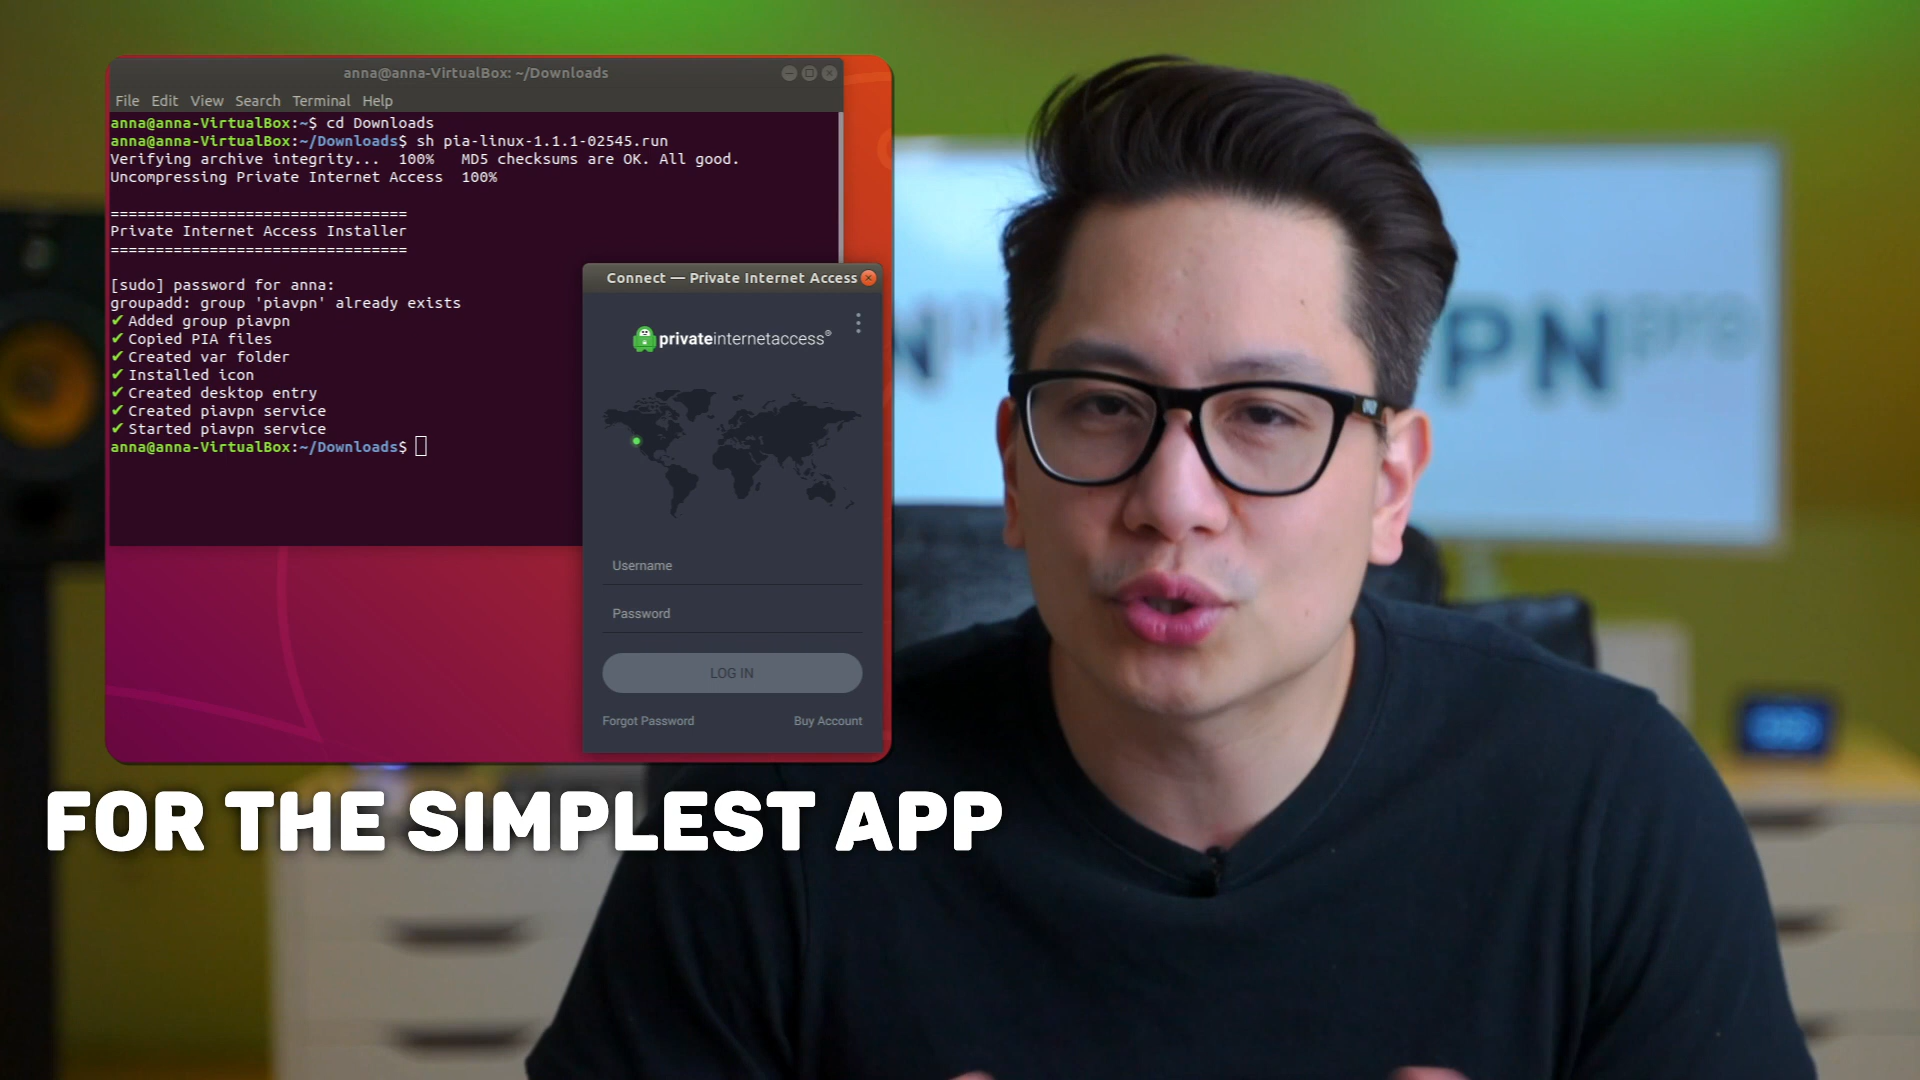 anna@anna-VirtualBox: ~/Downloads
File Edit View Search Terminal Help
anna@anna-VirtualBox:~$ cd Downloads
anna@anna-VirtualBox:~/Downloads$ sh pia-linux-1.1.1-02545.run
Verifying archive integrity...  100%   MD5 checksums are OK. All good.
Uncompressing Private Internet Access  100%
=================================
Private Internet Access Installer
=================================
[sudo] password for anna:
groupadd: group 'piavpn' already exists
✔ Added group piavpn
✔ Copied PIA files
✔ Created var folder
✔ Installed icon
✔ Created desktop entry
✔ Created piavpn service
✔ Started piavpn service
anna@anna-VirtualBox:~/Downloads$
Connect — Private Internet Access
privateinternetaccess®
Username
Password
LOG IN
Forgot Password Buy Account
N
PN pro
FOR THE SIMPLEST APP